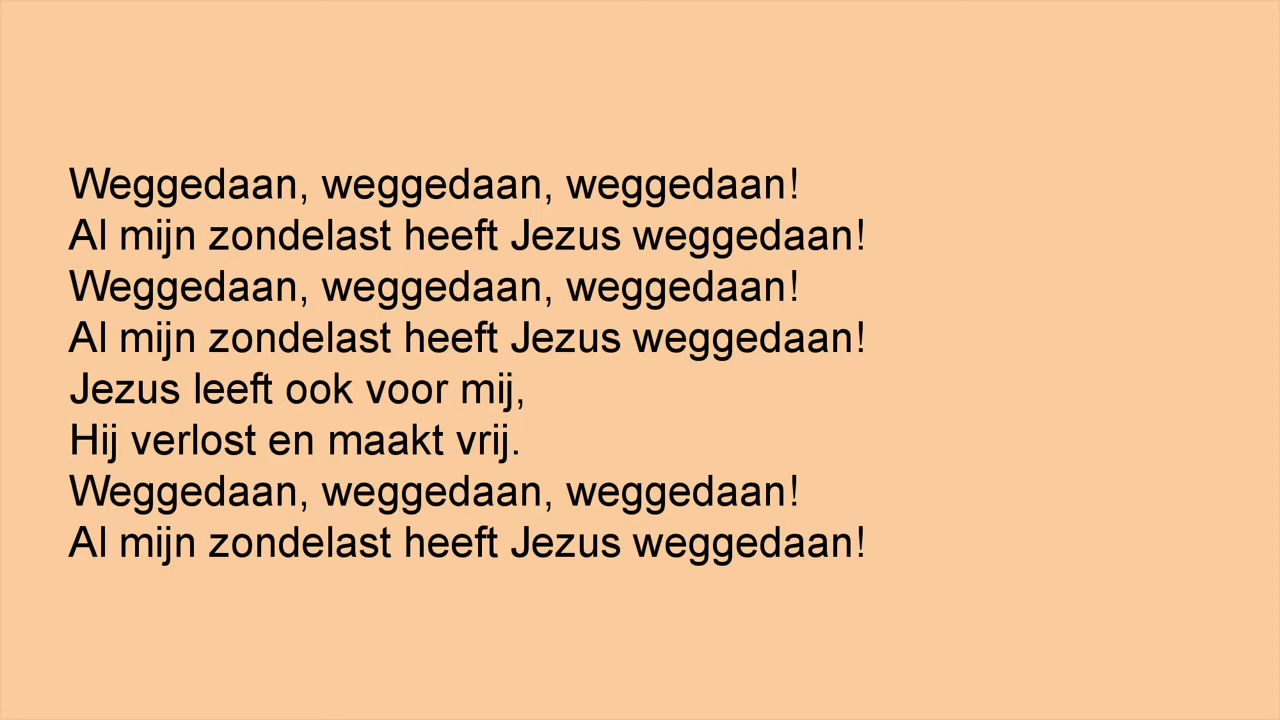 Weggedaan, weggedaan, weggedaan!
Al mijn zondelast heeft Jezus weggedaan!
Weggedaan, weggedaan, weggedaan!
Al mijn zondelast heeft Jezus weggedaan!
Jezus leeft ook voor mij,
Hij verlost en maakt vrij.
Weggedaan, weggedaan, weggedaan!
Al mijn zondelast heeft Jezus weggedaan!